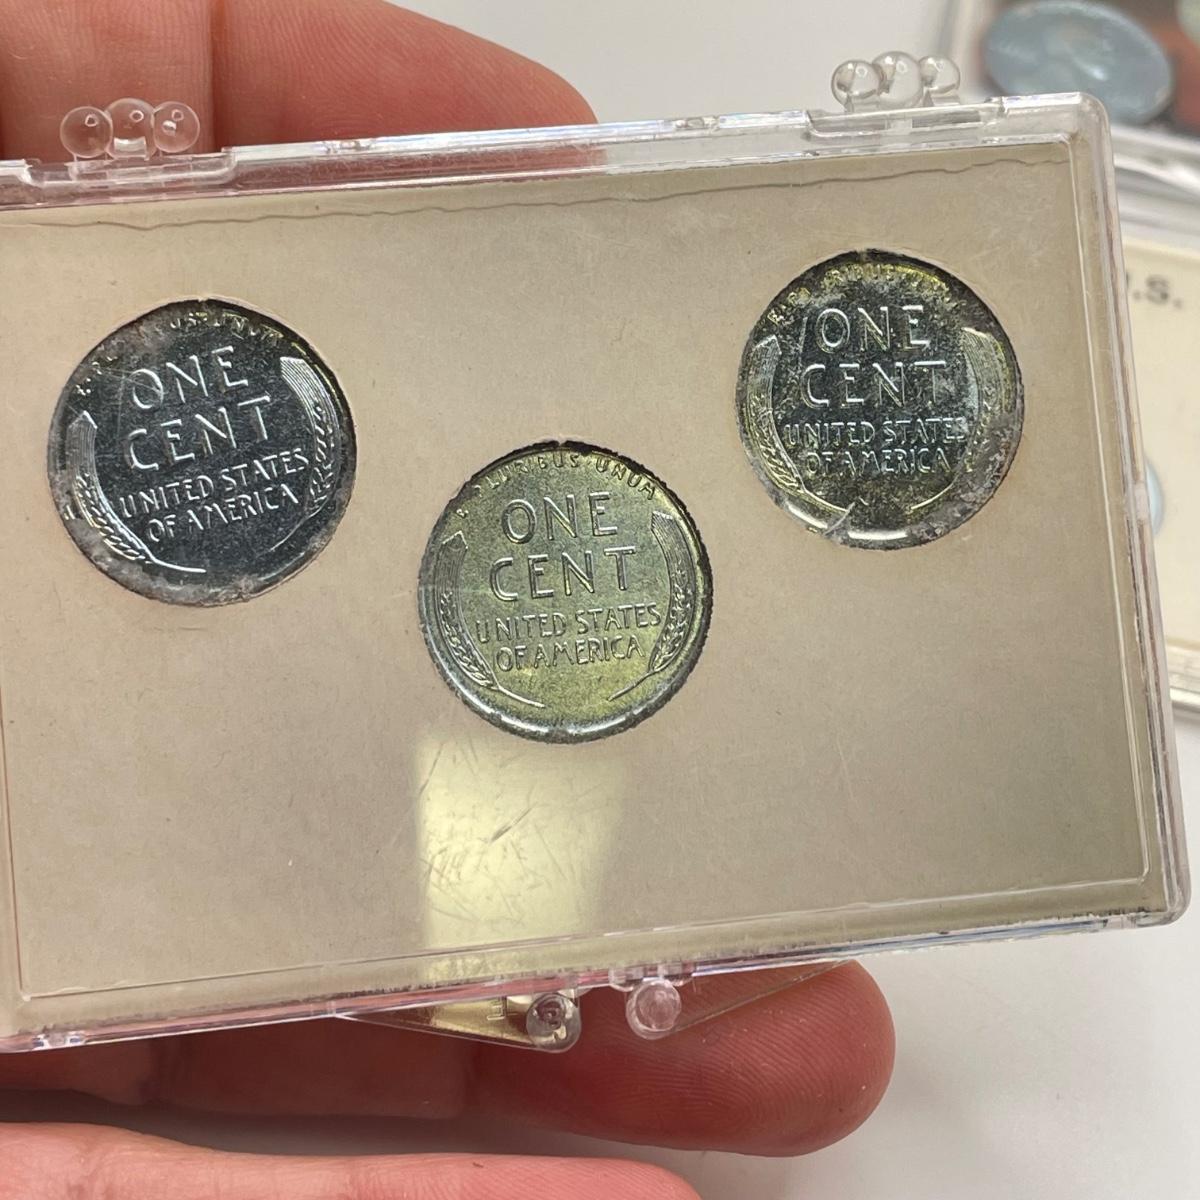 ONE
CENT
UNITED STATES
OF AMERICA
PLURIBUS UNUM
ONE
CENT
UNITED STATES
OF AMERICA
ONE
CENT
UNITED STATES
OF AMERICA
.S.